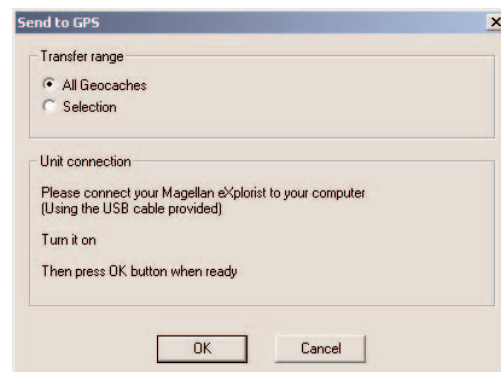 Send to GPS
Transfer range
All Geocaches
Selection
Unit connection
Please connect your Magellan eXplorist to your computer
(Using the USB cable provided)
Turn it on
Then press OK button when ready
OK
Cancel